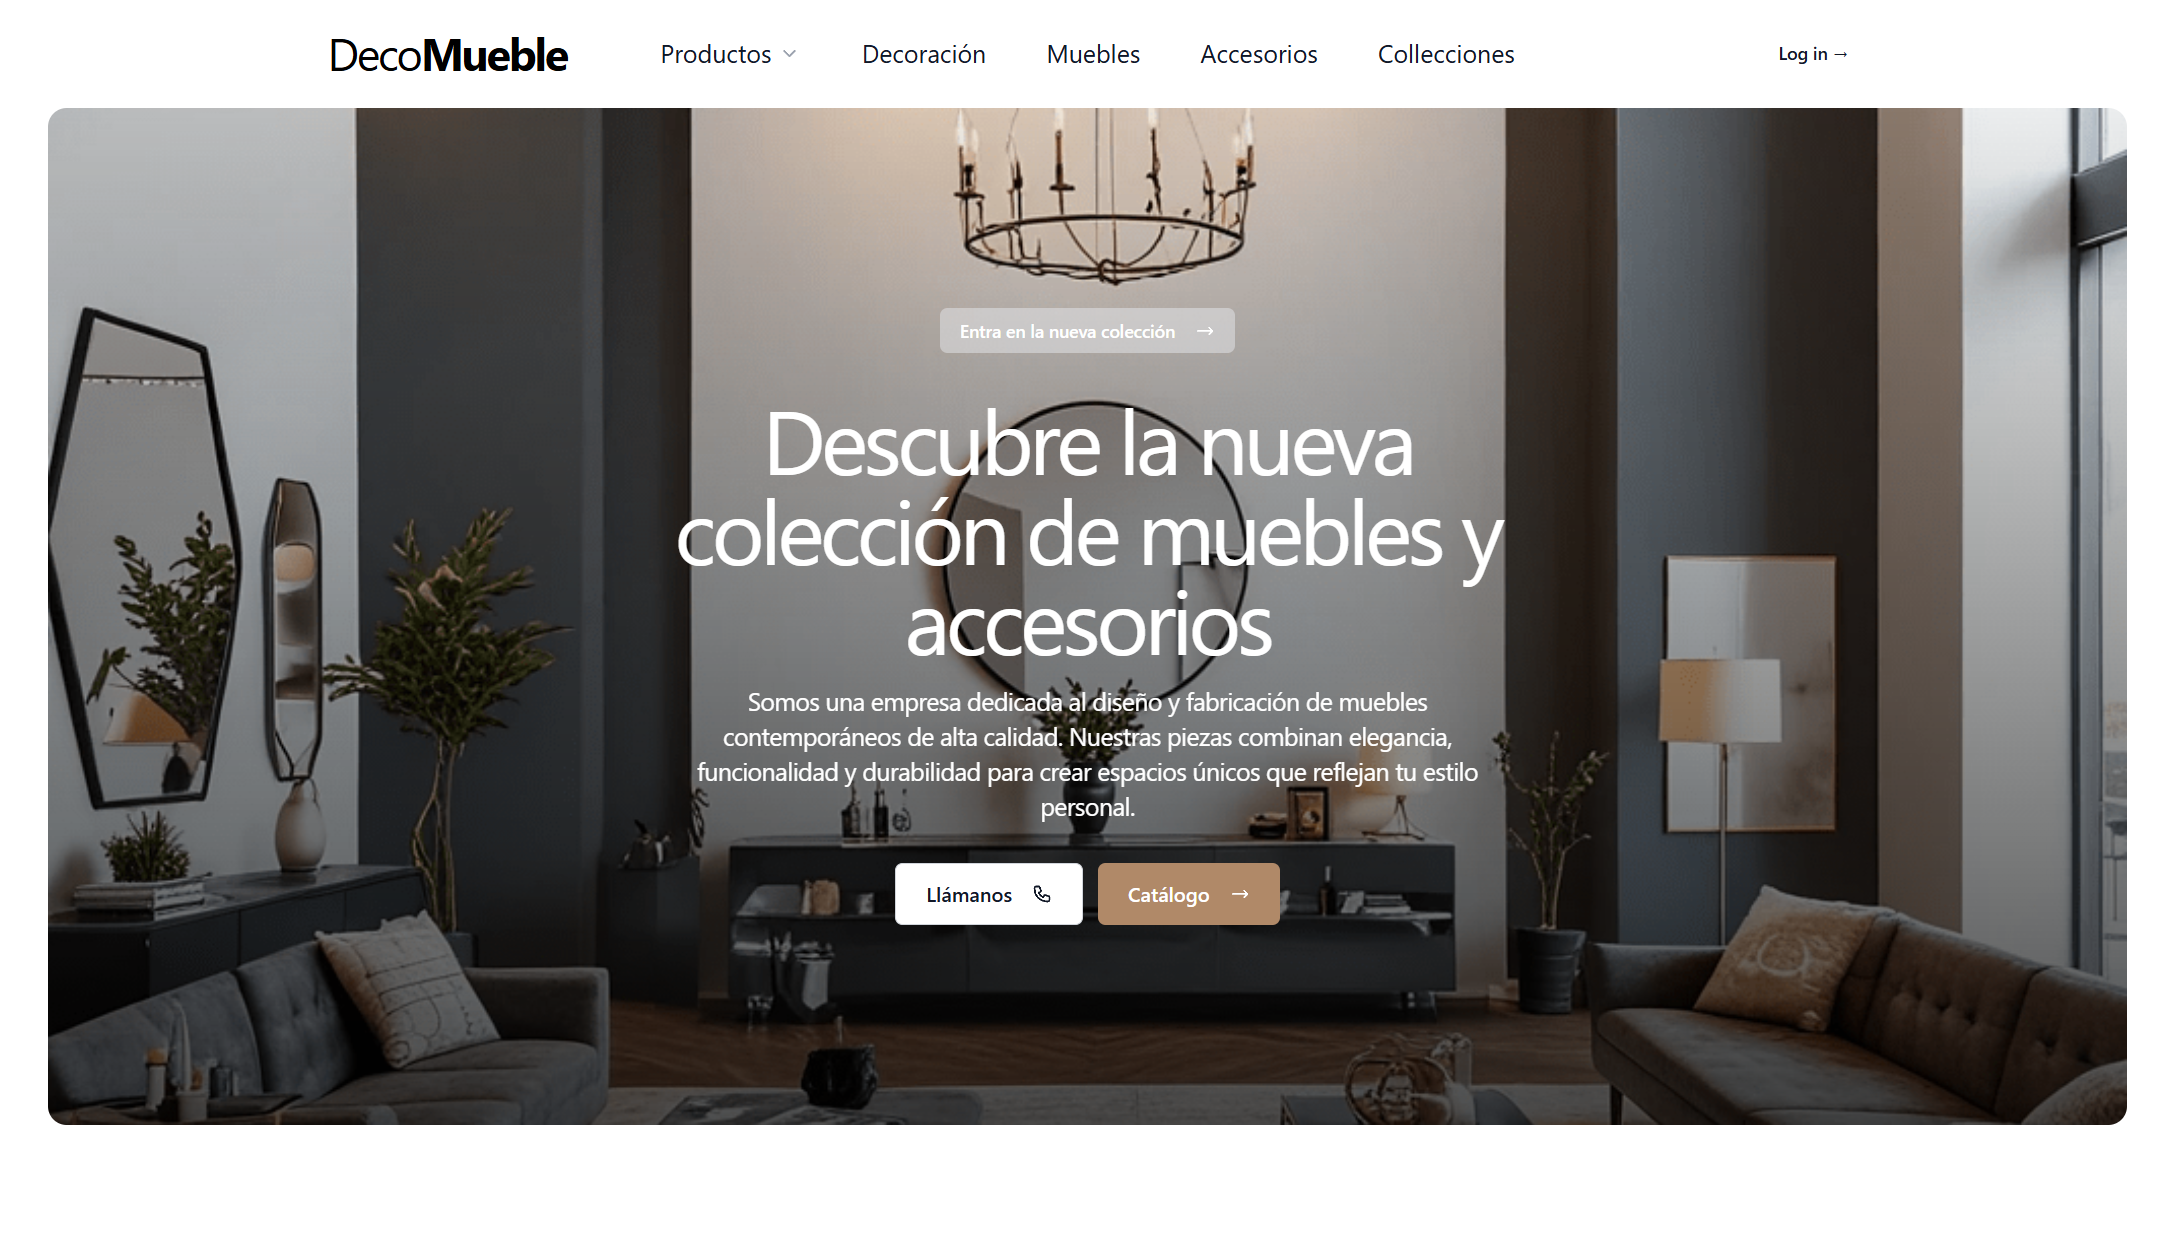 DecoMueble
Productos
Decoración
Muebles
Accesorios
Collecciones
Log in →
Entra en la nueva colección →
Descubre la nueva
colección de muebles y
accesorios
Somos una empresa dedicada al diseño y fabricación de muebles
contemporáneos de alta calidad. Nuestras piezas combinan elegancia,
funcionalidad y durabilidad para crear espacios únicos que reflejan tu estilo
personal.
Llámanos
Catálogo →